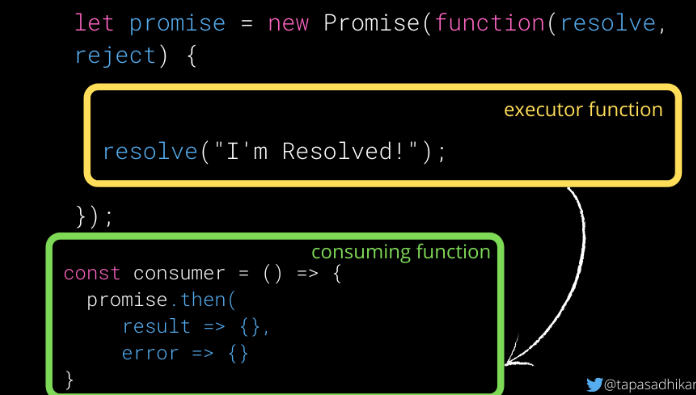 let promise = new Promise(function(resolve,
reject) {
executor function
resolve("I'm Resolved!");
});
consuming function
const consumer = () => {
promise.then(
result => {},
error => {}
}
@tapasadhikar